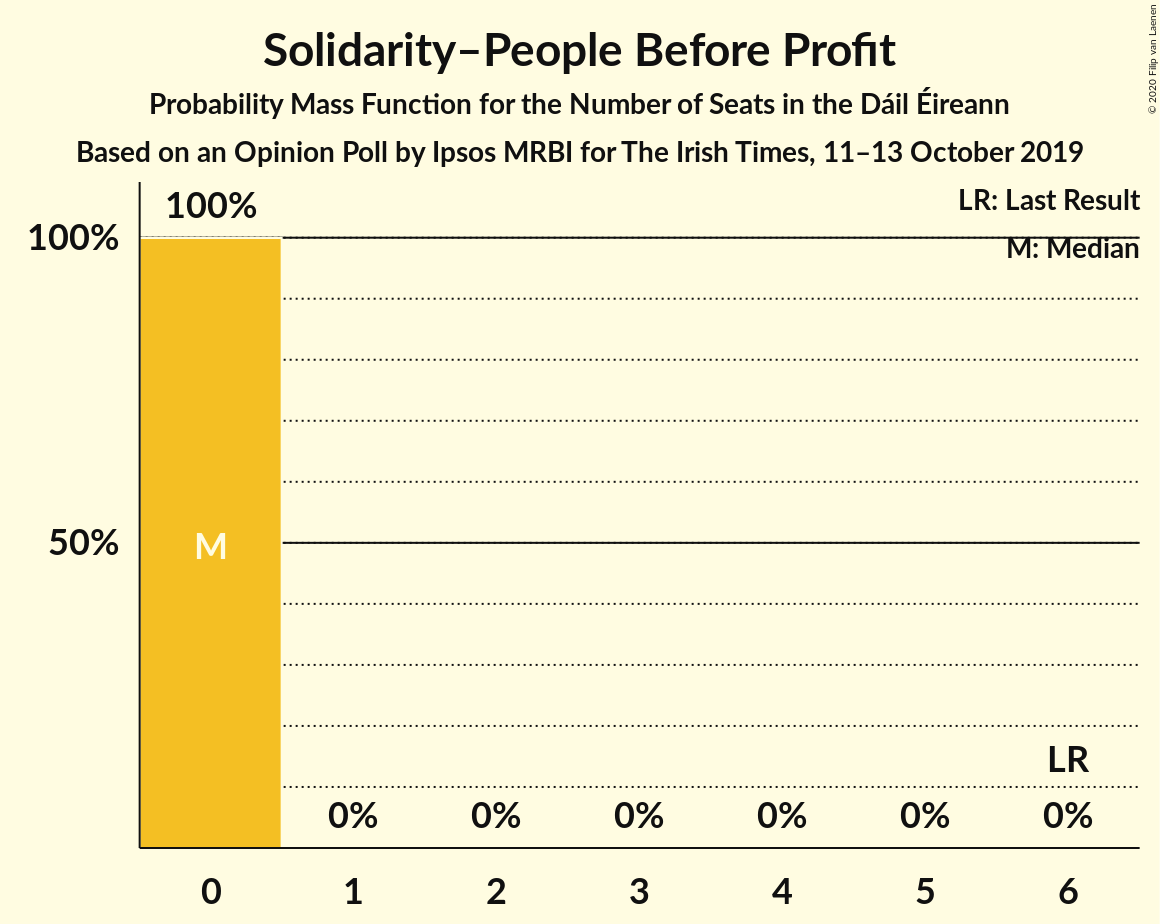 Solidarity–People Before Profit
Probability Mass Function for the Number of Seats in the Dáil Éireann
Based on an Opinion Poll by Ipsos MRBI for The Irish Times, 11–13 October 2019
© 2020 Filip van Laenen
LR: Last Result
M: Median
100%
100%
50%
M
LR
0% 0% 0% 0% 0% 0%
0 1 2 3 4 5 6